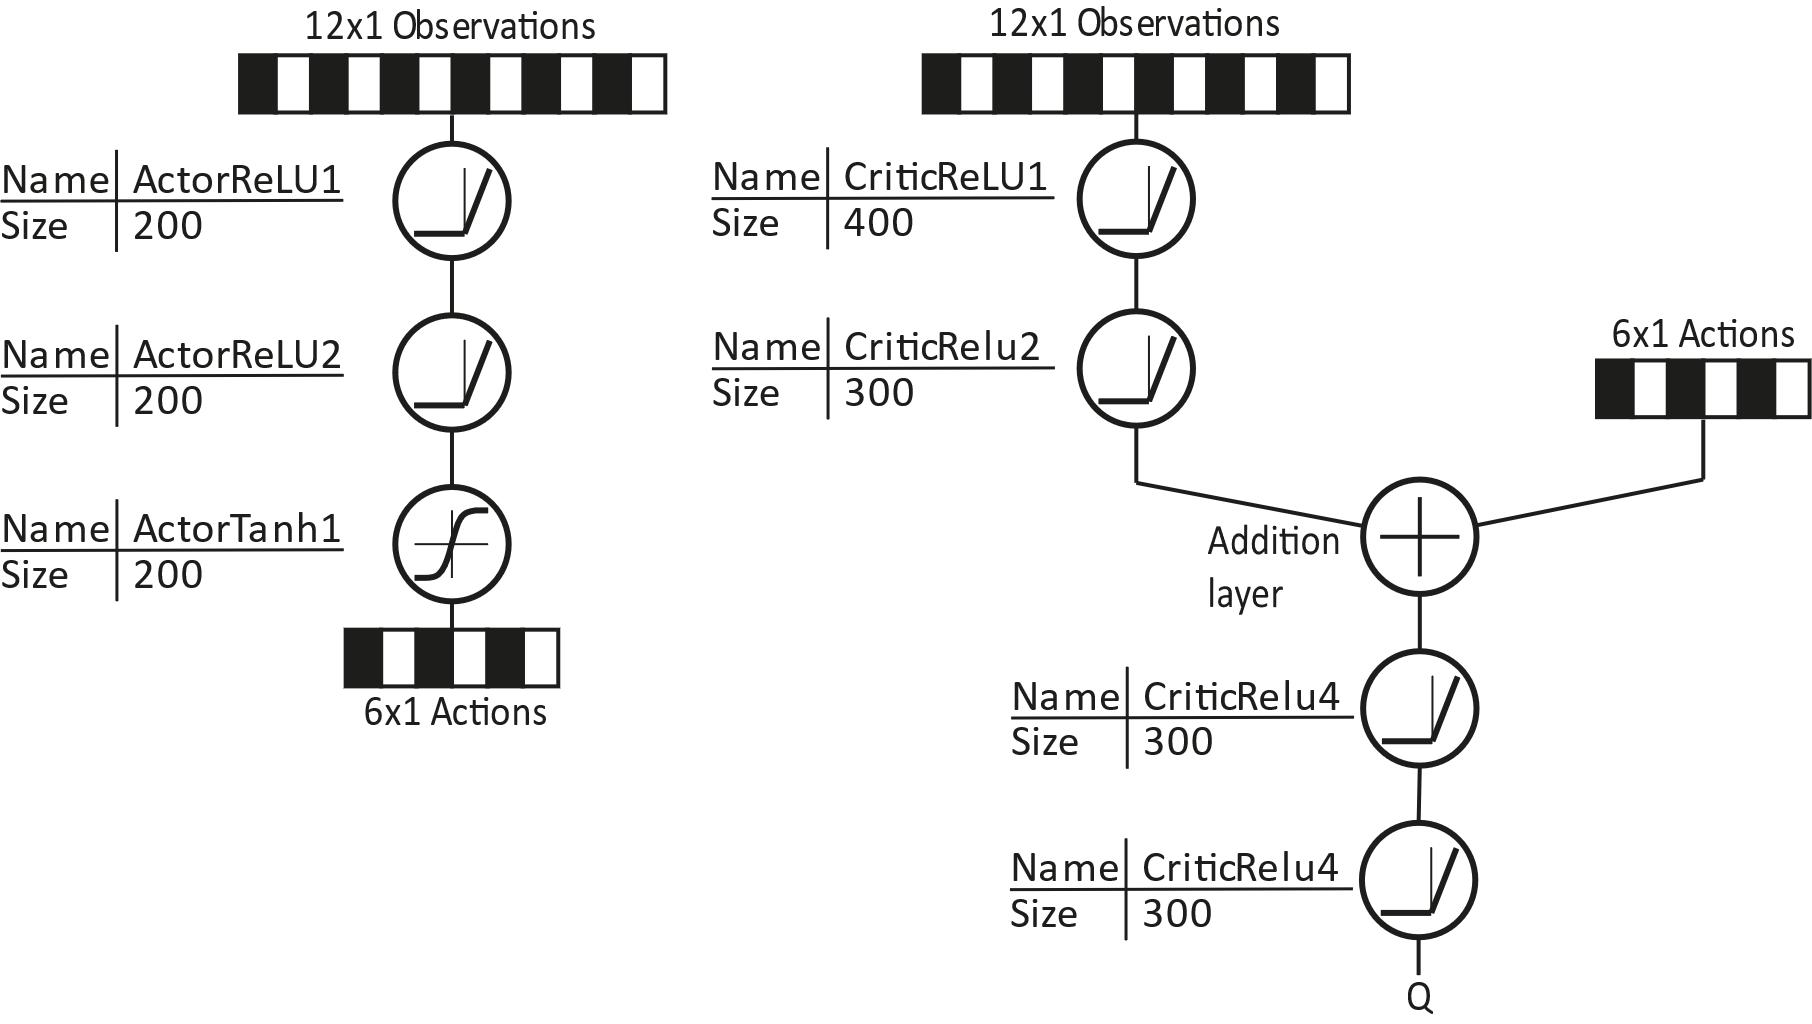 12x1 Observations
Name ActorReLU1
Size 200
Name ActorReLU2
Size 200
Name ActorTanh1
Size 200
6x1 Actions
12x1 Observations
Name CriticReLU1
Size 400
Name CriticRelu2
Size 300
6x1 Actions
Addition
layer
Name CriticRelu4
Size 300
Name CriticRelu4
Size 300
Q